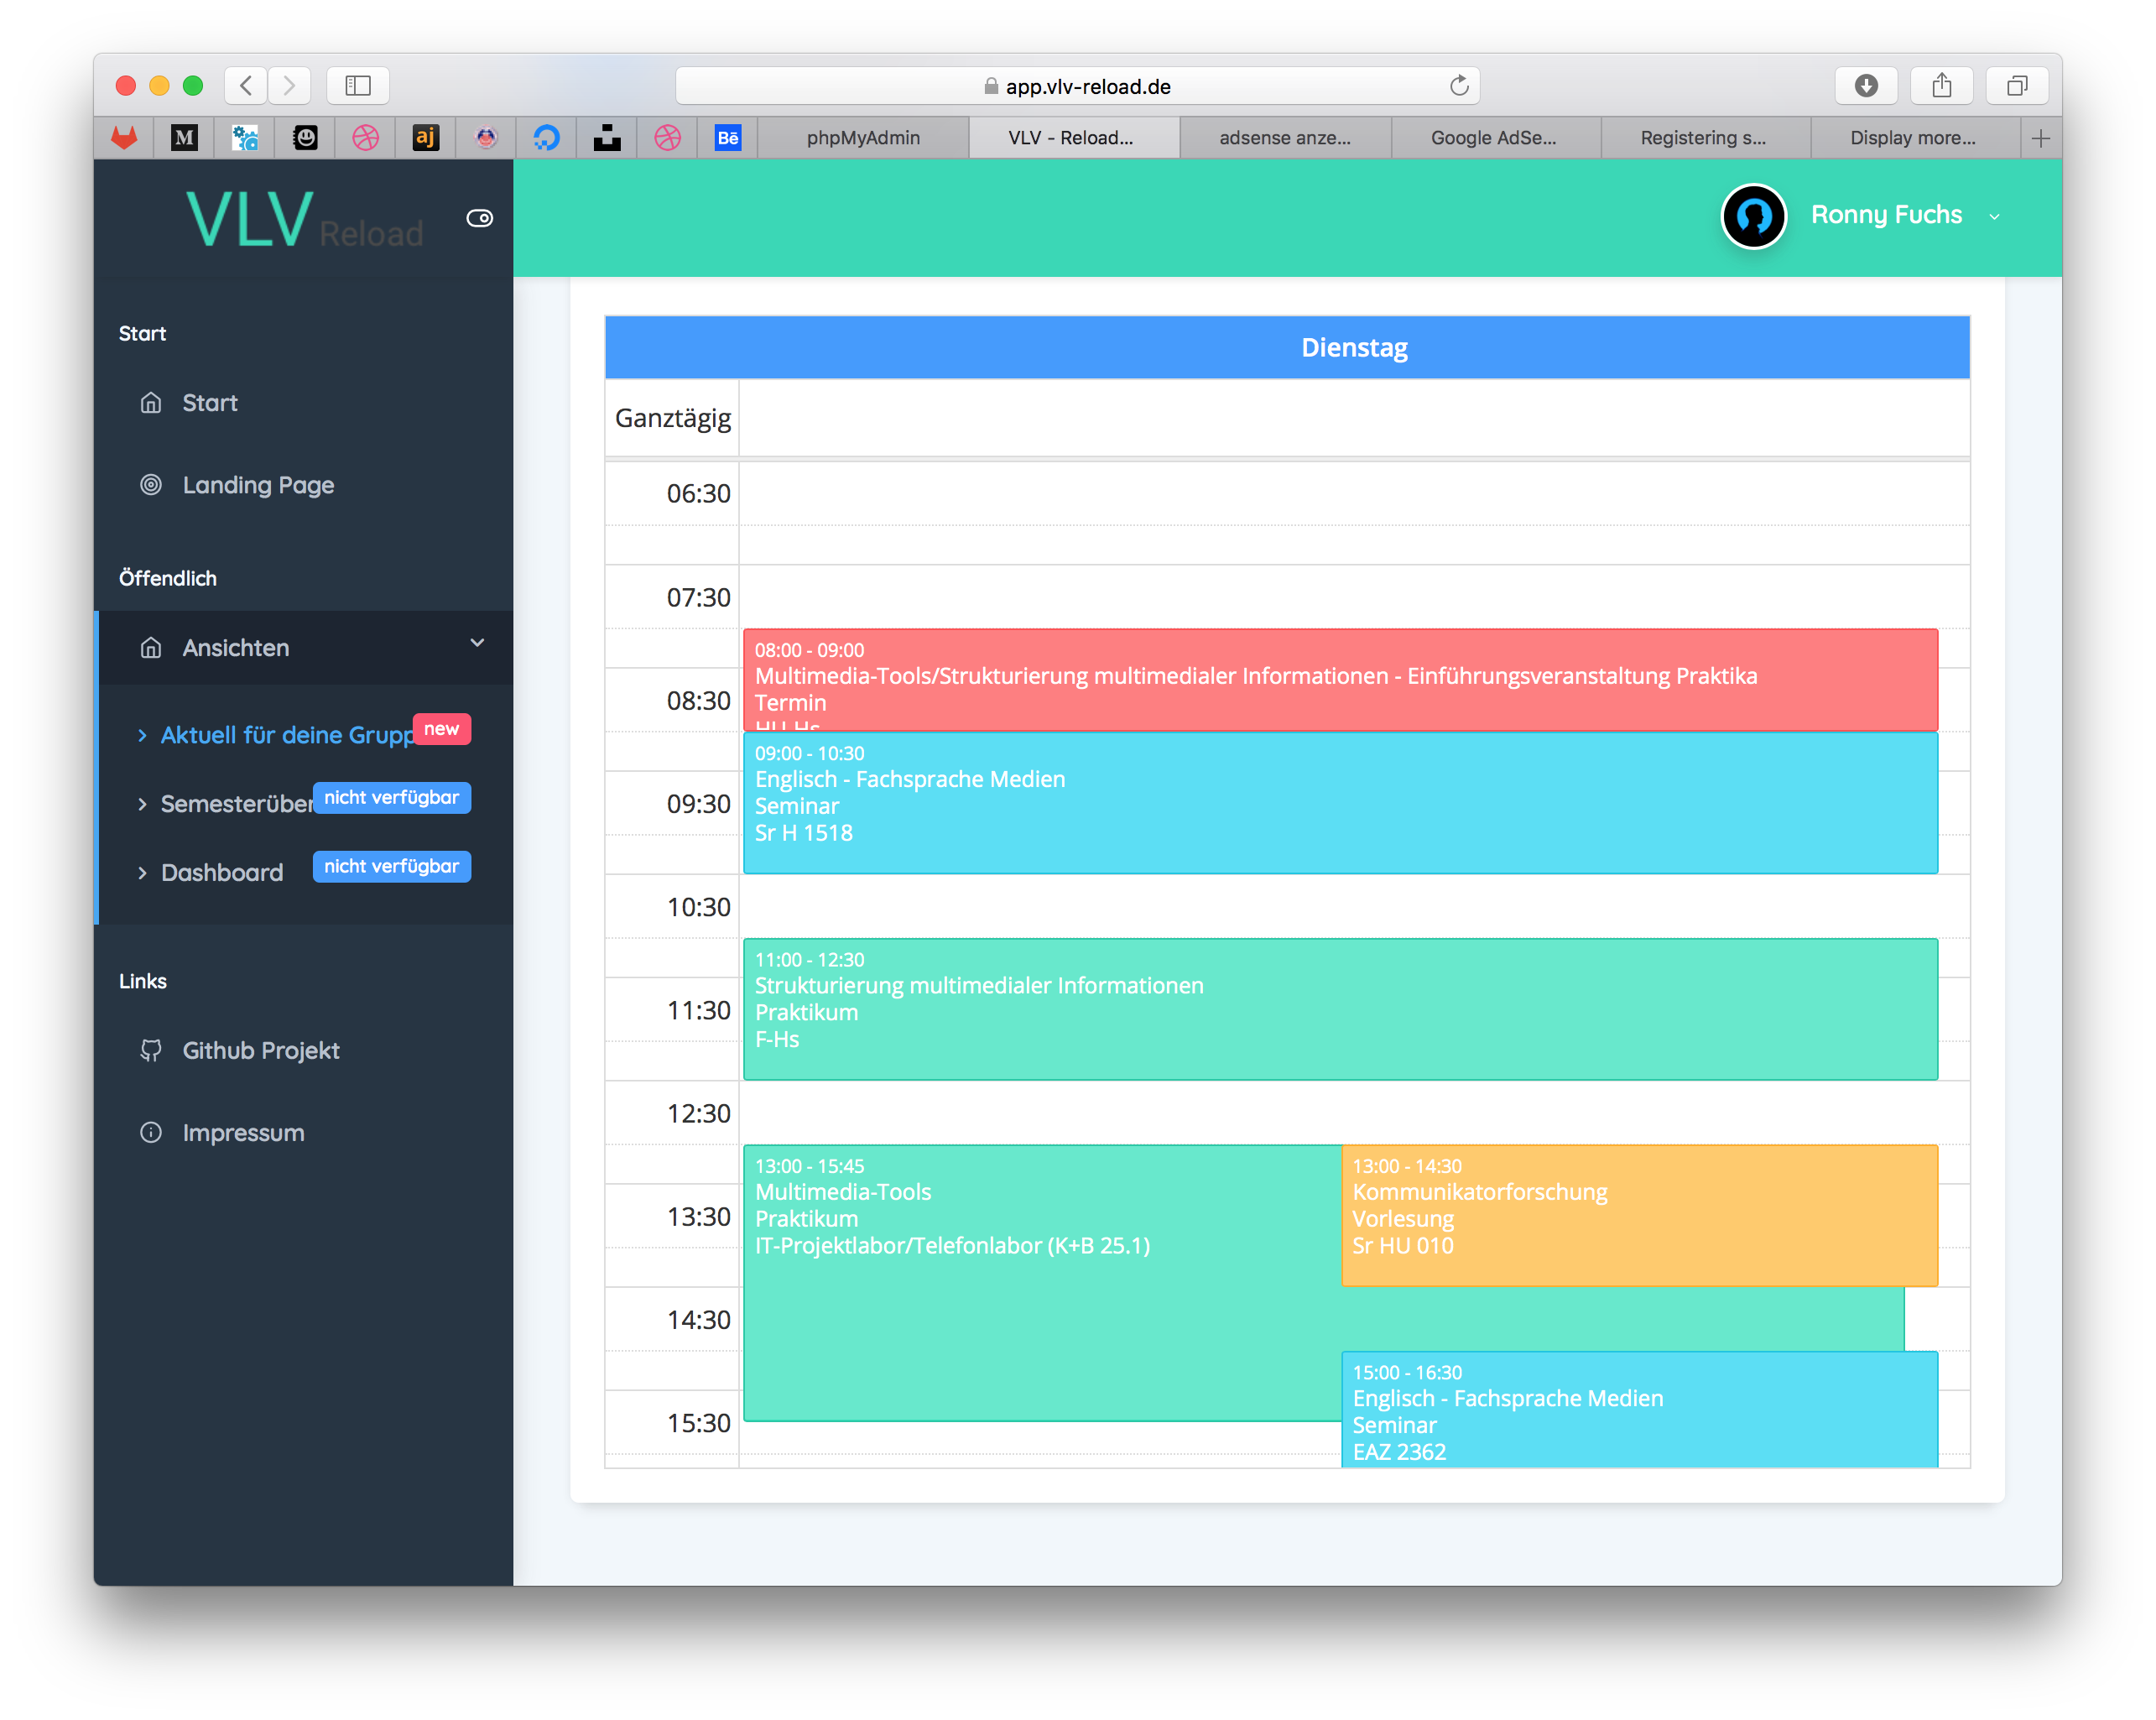 app.vlv-reload.de
M
aj
Bē
phpMyAdmin
VLV - Reload...
adsense anze...
Google AdSe...
Registering s...
Display more...
VLV Reload
Ronny Fuchs
Start
Start
Landing Page
Öffendlich
Ansichten
Aktuell für deine Grupp
new
Semesterüber
nicht verfügbar
Dashboard
nicht verfügbar
Links
Github Projekt
Impressum
Dienstag
Ganztägig
06:30
07:30
08:00 - 09:00
Multimedia-Tools/Strukturierung multimedialer Informationen - Einführungsveranstaltung Praktika
Termin
HU-Hs
08:30
09:00 - 10:30
Englisch - Fachsprache Medien
Seminar
Sr H 1518
09:30
10:30
11:00 - 12:30
Strukturierung multimedialer Informationen
Praktikum
F-Hs
11:30
12:30
13:00 - 15:45
Multimedia-Tools
Praktikum
IT-Projektlabor/Telefonlabor (K+B 25.1)
13:00 - 14:30
Kommunikatorforschung
Vorlesung
Sr HU 010
13:30
14:30
15:00 - 16:30
Englisch - Fachsprache Medien
Seminar
EAZ 2362
15:30